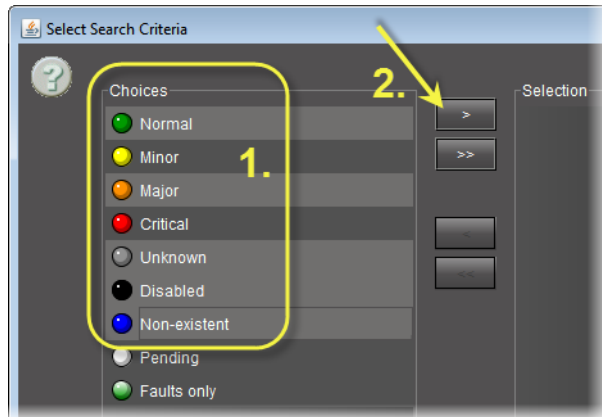 Select Search Criteria
?
Choices
2.
Selection
>
Normal
Minor
1.
>>
Major
Critical
<
Unknown
<<
Disabled
Non-existent
Pending
Faults only